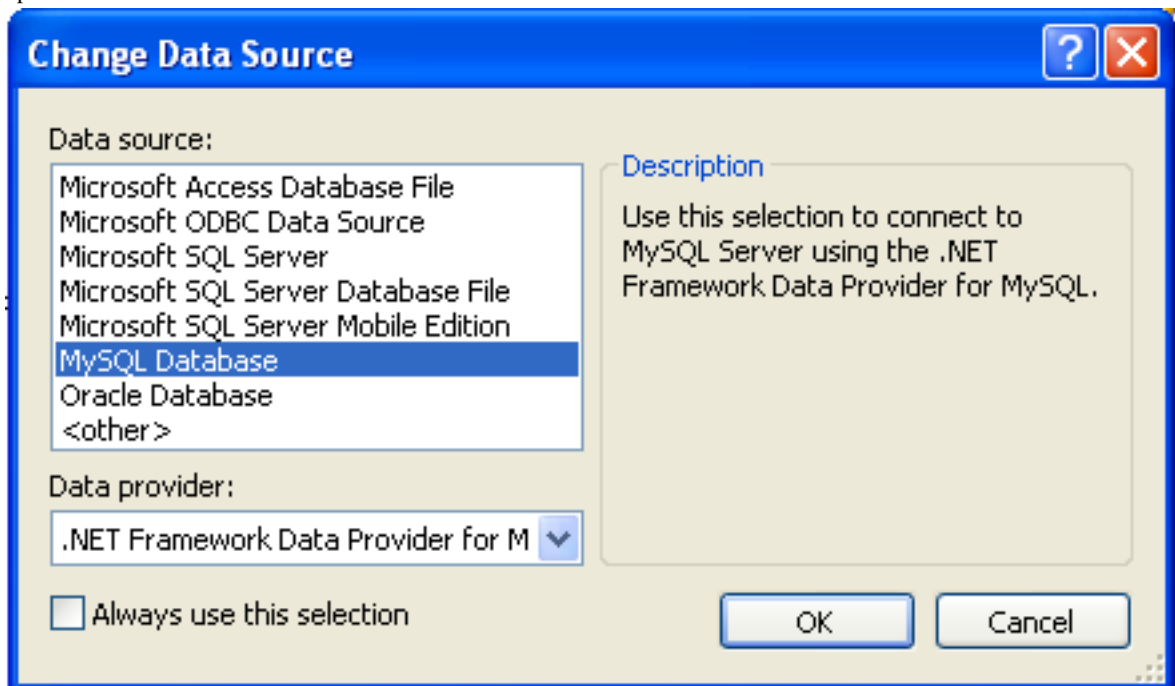 Change Data Source
Data source:
Microsoft Access Database File
Microsoft ODBC Data Source
Microsoft SQL Server
Microsoft SQL Server Database File
Microsoft SQL Server Mobile Edition
MySQL Database
Oracle Database
<other>
Description
Use this selection to connect to
MySQL Server using the .NET
Framework Data Provider for MySQL.
Data provider:
.NET Framework Data Provider for M
Always use this selection
OK
Cancel